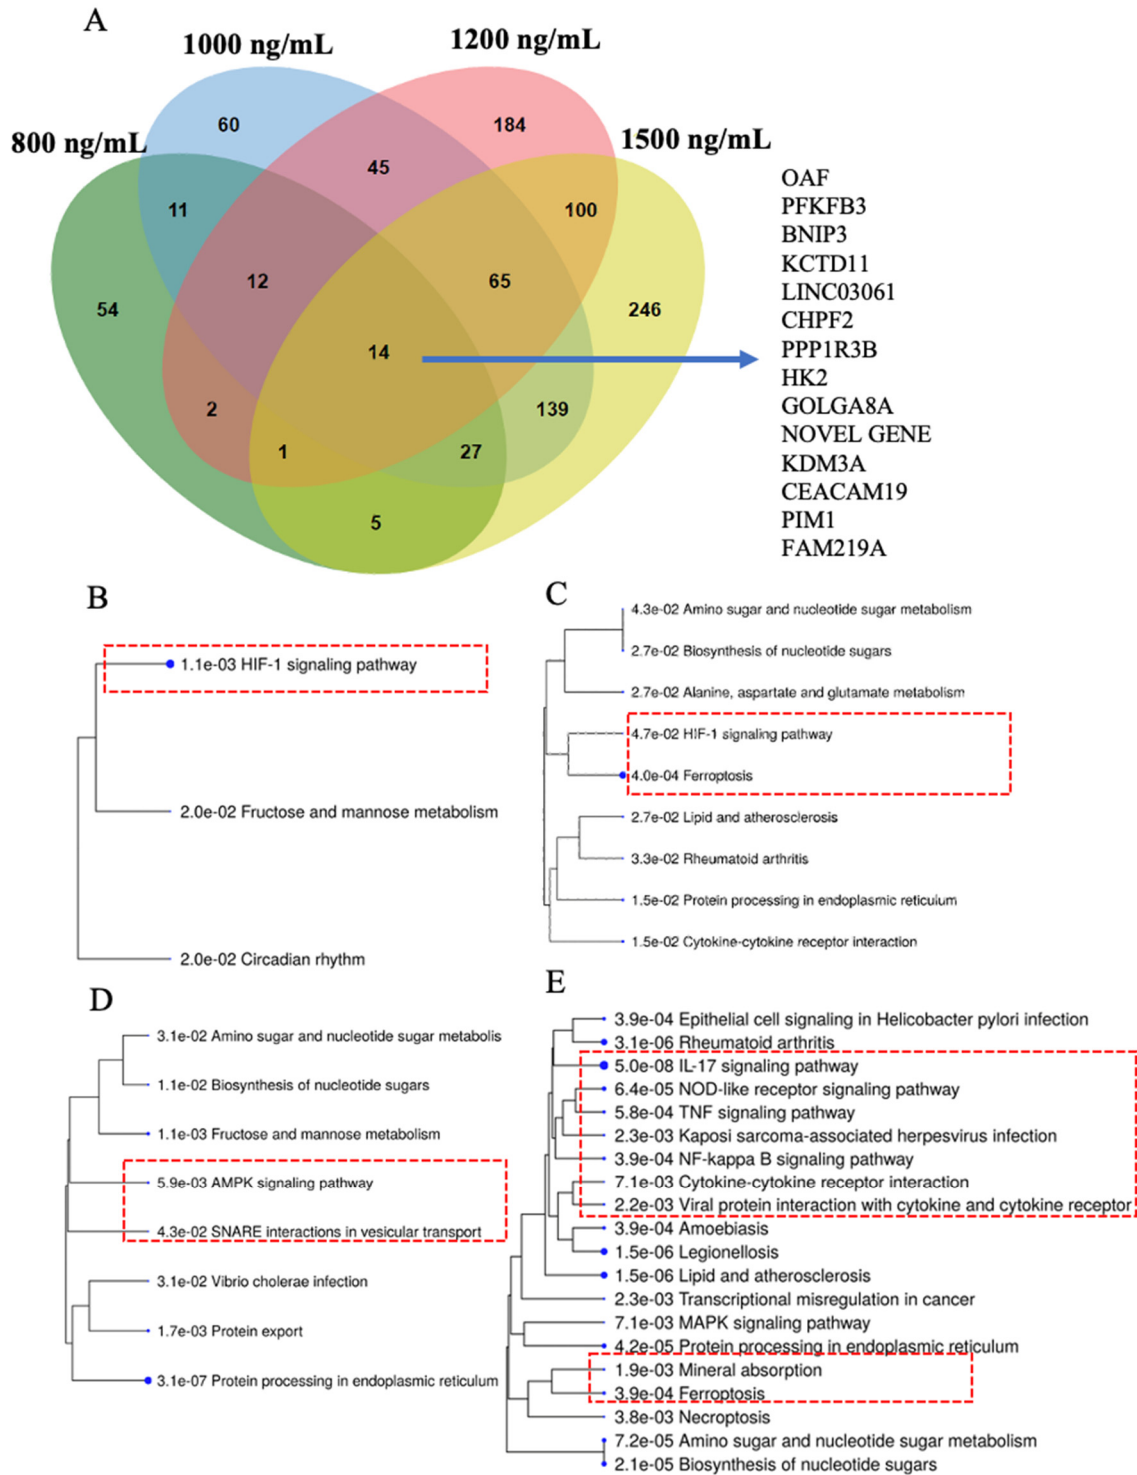 A
1000 ng/mL
1200 ng/mL
800 ng/mL
1500 ng/mL
60
184
45
11
100
12
65
54
246
14
2
139
1
27
5
OAF
PFKFB3
BNIP3
KCTD11
LINC03061
CHPF2
PPP1R3B
HK2
GOLGA8A
NOVEL GENE
KDM3A
CEACAM19
PIM1
FAM219A
B
1.1e-03 HIF-1 signaling pathway
2.0e-02 Fructose and mannose metabolism
2.0e-02 Circadian rhythm
C
4.3e-02 Amino sugar and nucleotide sugar metabolism
2.7e-02 Biosynthesis of nucleotide sugars
2.7e-02 Alanine, aspartate and glutamate metabolism
4.7e-02 HIF-1 signaling pathway
4.0e-04 Ferroptosis
2.7e-02 Lipid and atherosclerosis
3.3e-02 Rheumatoid arthritis
1.5e-02 Protein processing in endoplasmic reticulum
1.5e-02 Cytokine-cytokine receptor interaction
D
3.1e-02 Amino sugar and nucleotide sugar metabolis
1.1e-02 Biosynthesis of nucleotide sugars
1.1e-03 Fructose and mannose metabolism
5.9e-03 AMPK signaling pathway
4.3e-02 SNARE interactions in vesicular transport
3.1e-02 Vibrio cholerae infection
1.7e-03 Protein export
3.1e-07 Protein processing in endoplasmic reticulum
E
3.9e-04 Epithelial cell signaling in Helicobacter pylori infection
3.1e-06 Rheumatoid arthritis
5.0e-08 IL-17 signaling pathway
6.4e-05 NOD-like receptor signaling pathway
5.8e-04 TNF signaling pathway
2.3e-03 Kaposi sarcoma-associated herpesvirus infection
3.9e-04 NF-kappa B signaling pathway
7.1e-03 Cytokine-cytokine receptor interaction
2.2e-03 Viral protein interaction with cytokine and cytokine receptor
3.9e-04 Amoebiasis
1.5e-06 Legionellosis
1.5e-06 Lipid and atherosclerosis
2.3e-03 Transcriptional misregulation in cancer
7.1e-03 MAPK signaling pathway
4.2e-05 Protein processing in endoplasmic reticulum
1.9e-03 Mineral absorption
3.9e-04 Ferroptosis
3.8e-03 Necroptosis
7.2e-05 Amino sugar and nucleotide sugar metabolism
2.1e-05 Biosynthesis of nucleotide sugars